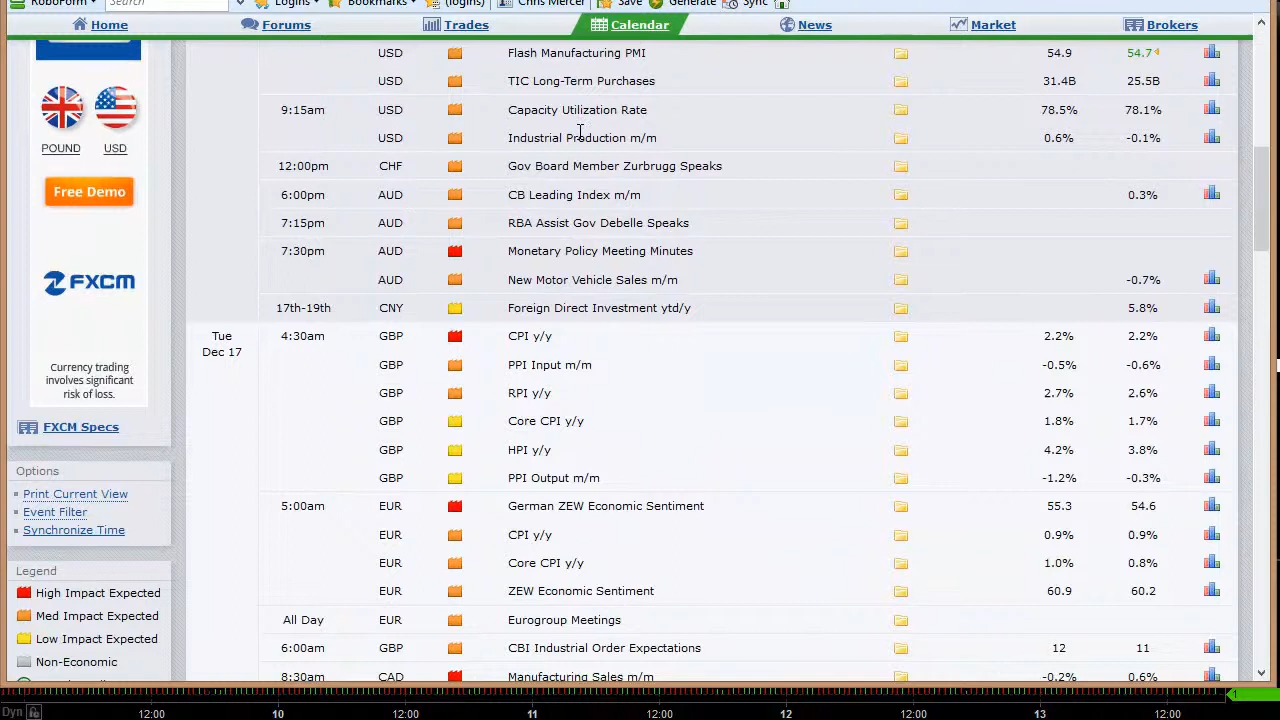 RoboForm
Search
Logins
Bookmarks
(logins)
Chris Mercer
Save
Generate
Sync
Home
Forums
Trades
Calendar
News
Market
Brokers
POUND USD
Free Demo
FXCM
Currency trading
involves significant
risk of loss.
FXCM Specs
Options
Print Current View
Event Filter
Synchronize Time
Legend
High Impact Expected
Med Impact Expected
Low Impact Expected
Non-Economic
USD Flash Manufacturing PMI 54.9 54.7
USD TIC Long-Term Purchases 31.4B 25.5B
9:15am USD Capacity Utilization Rate 78.5% 78.1%
USD Industrial Production m/m 0.6% -0.1%
12:00pm CHF Gov Board Member Zurbrugg Speaks
6:00pm AUD CB Leading Index m/m 0.3%
7:15pm AUD RBA Assist Gov Debelle Speaks
7:30pm AUD Monetary Policy Meeting Minutes
AUD New Motor Vehicle Sales m/m -0.7%
17th-19th CNY Foreign Direct Investment ytd/y 5.8%
Tue
Dec 17
4:30am GBP CPI y/y 2.2% 2.2%
GBP PPI Input m/m -0.5% -0.6%
GBP RPI y/y 2.7% 2.6%
GBP Core CPI y/y 1.8% 1.7%
GBP HPI y/y 4.2% 3.8%
GBP PPI Output m/m -1.2% -0.3%
5:00am EUR German ZEW Economic Sentiment 55.3 54.6
EUR CPI y/y 0.9% 0.9%
EUR Core CPI y/y 1.0% 0.8%
EUR ZEW Economic Sentiment 60.9 60.2
All Day EUR Eurogroup Meetings
6:00am GBP CBI Industrial Order Expectations 12 11
8:30am CAD Manufacturing Sales m/m -0.2% 0.6%
1
Dyn 12:00 10 12:00 11 12:00 12 12:00 13 12:00